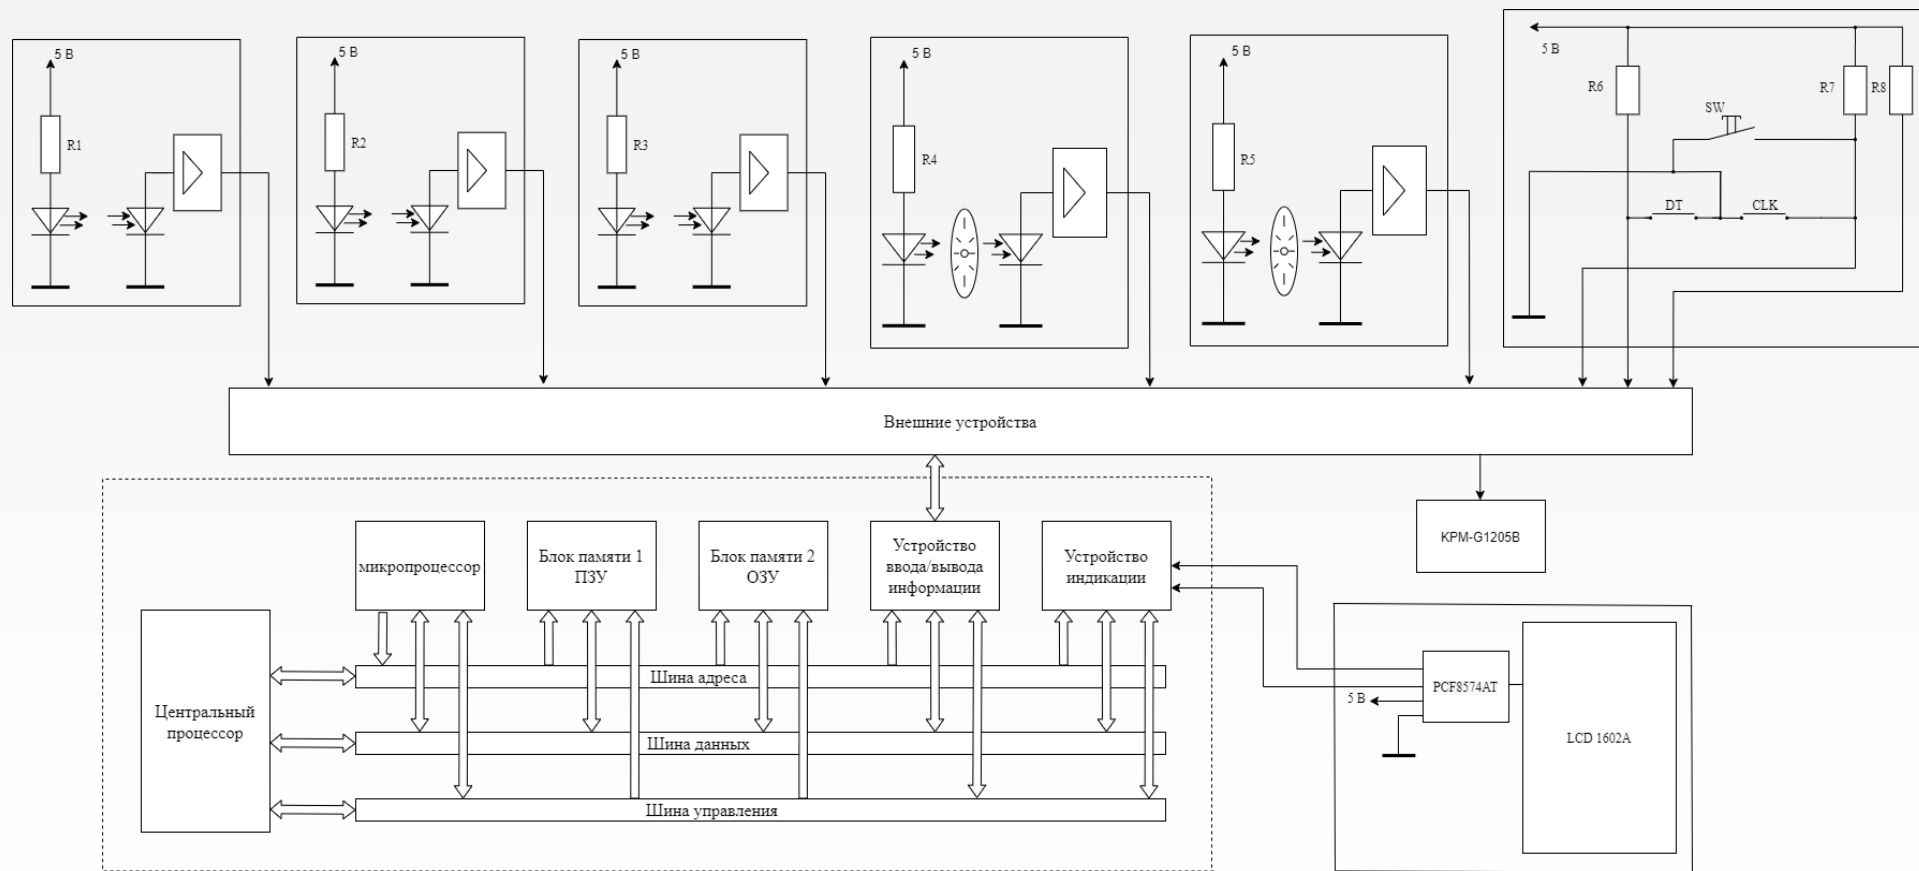 5 В
5 В
5 В
5 В
5 В
5 В
R1
R2
R3
R4
R5
R6
R7
R8
SW
DT
CLK
Внешние устройства
KPM-G1205B
микропроцессор
Блок памяти 1
ПЗУ
Блок памяти 2
ОЗУ
Устройство
ввода/вывода
информации
Устройство
индикации
Центральный
процессор
Шина адреса
Шина данных
Шина управления
PCF8574AT
5 В
LCD 1602A